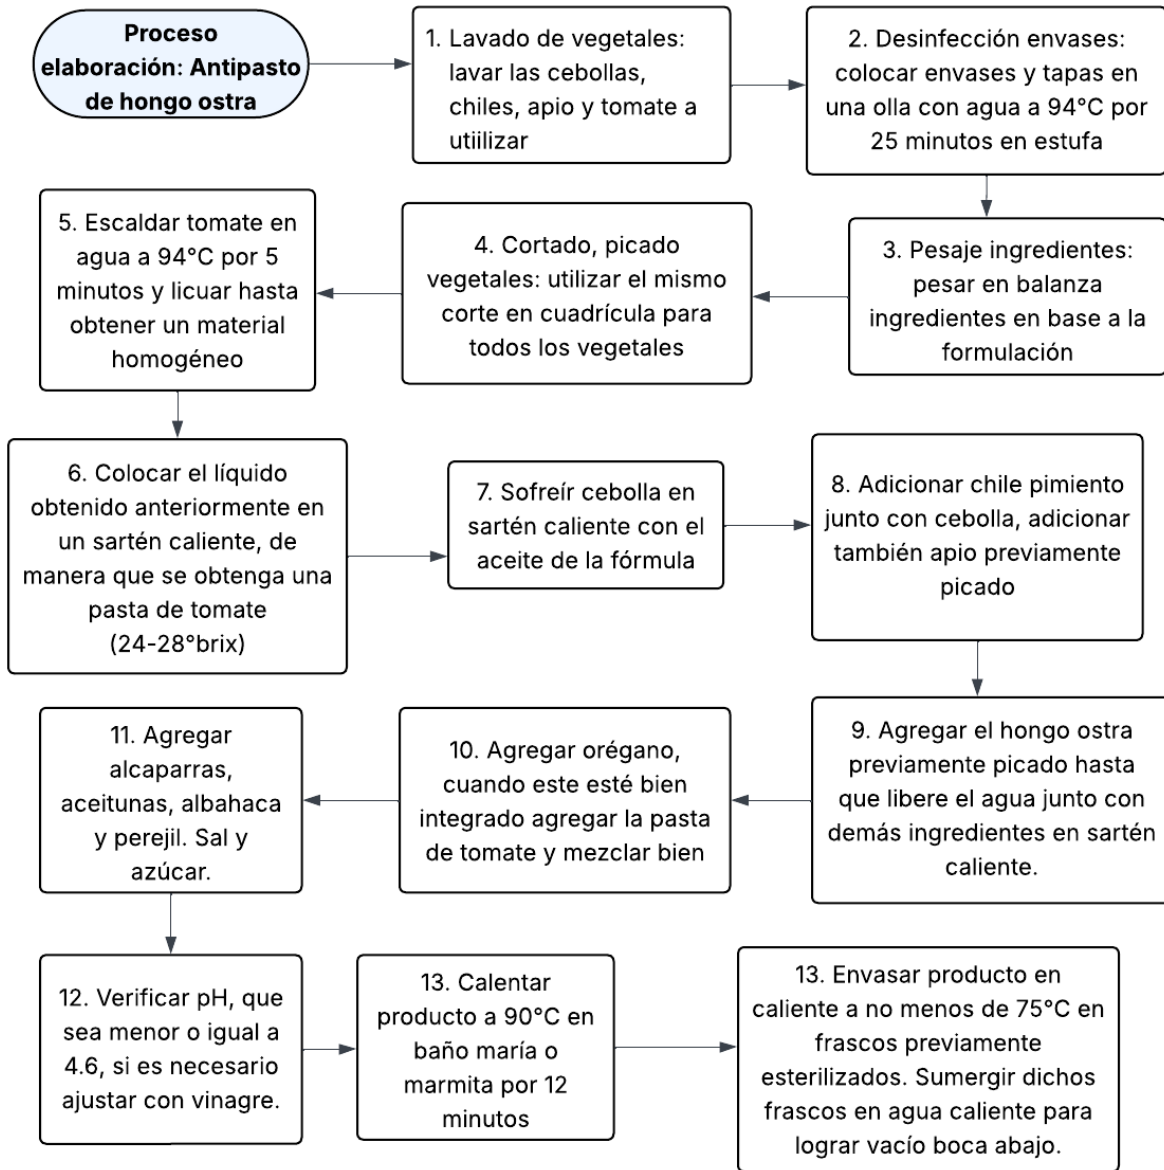 Proceso
elaboración: Antipasto
de hongo ostra
1. Lavado de vegetales:
lavar las cebollas,
chiles, apio y tomate a
utiilizar
2. Desinfección envases:
colocar envases y tapas en
una olla con agua a 94°C por
25 minutos en estufa
3. Pesaje ingredientes:
pesar en balanza
ingredientes en base a la
formulación
4. Cortado, picado
vegetales: utilizar el mismo
corte en cuadrícula para
todos los vegetales
5. Escaldar tomate en
agua a 94°C por 5
minutos y licuar hasta
obtener un material
homogéneo
6. Colocar el líquido
obtenido anteriormente en
un sartén caliente, de
manera que se obtenga una
pasta de tomate
(24-28°brix)
7. Sofreír cebolla en
sartén caliente con el
aceite de la fórmula
8. Adicionar chile pimiento
junto con cebolla, adicionar
también apio previamente
picado
9. Agregar el hongo ostra
previamente picado hasta
que libere el agua junto con
demás ingredientes en sartén
caliente.
10. Agregar orégano,
cuando este esté bien
integrado agregar la pasta
de tomate y mezclar bien
11. Agregar
alcaparras,
aceitunas, albahaca
y perejil. Sal y
azúcar.
12. Verificar pH, que
sea menor o igual a
4.6, si es necesario
ajustar con vinagre.
13. Calentar
producto a 90°C en
baño maría o
marmita por 12
minutos
13. Envasar producto en
caliente a no menos de 75°C en
frascos previamente
esterilizados. Sumergir dichos
frascos en agua caliente para
lograr vacío boca abajo.